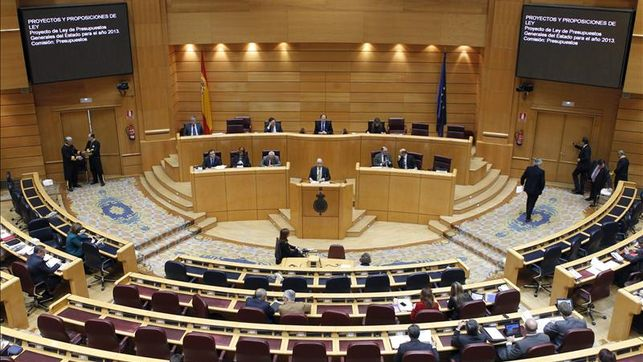 PROYECTOS Y PROPOSICIONES DE
LEY
Proyecto de Ley de Presupuestos
Generales del Estado para el año 2013.
Comisión: Presupuestos
PROYECTOS Y PROPOSICIONES DE
LEY
Proyecto de Ley de Presupuestos
Generales del Estado para el año 2013.
Comisión: Presupuestos